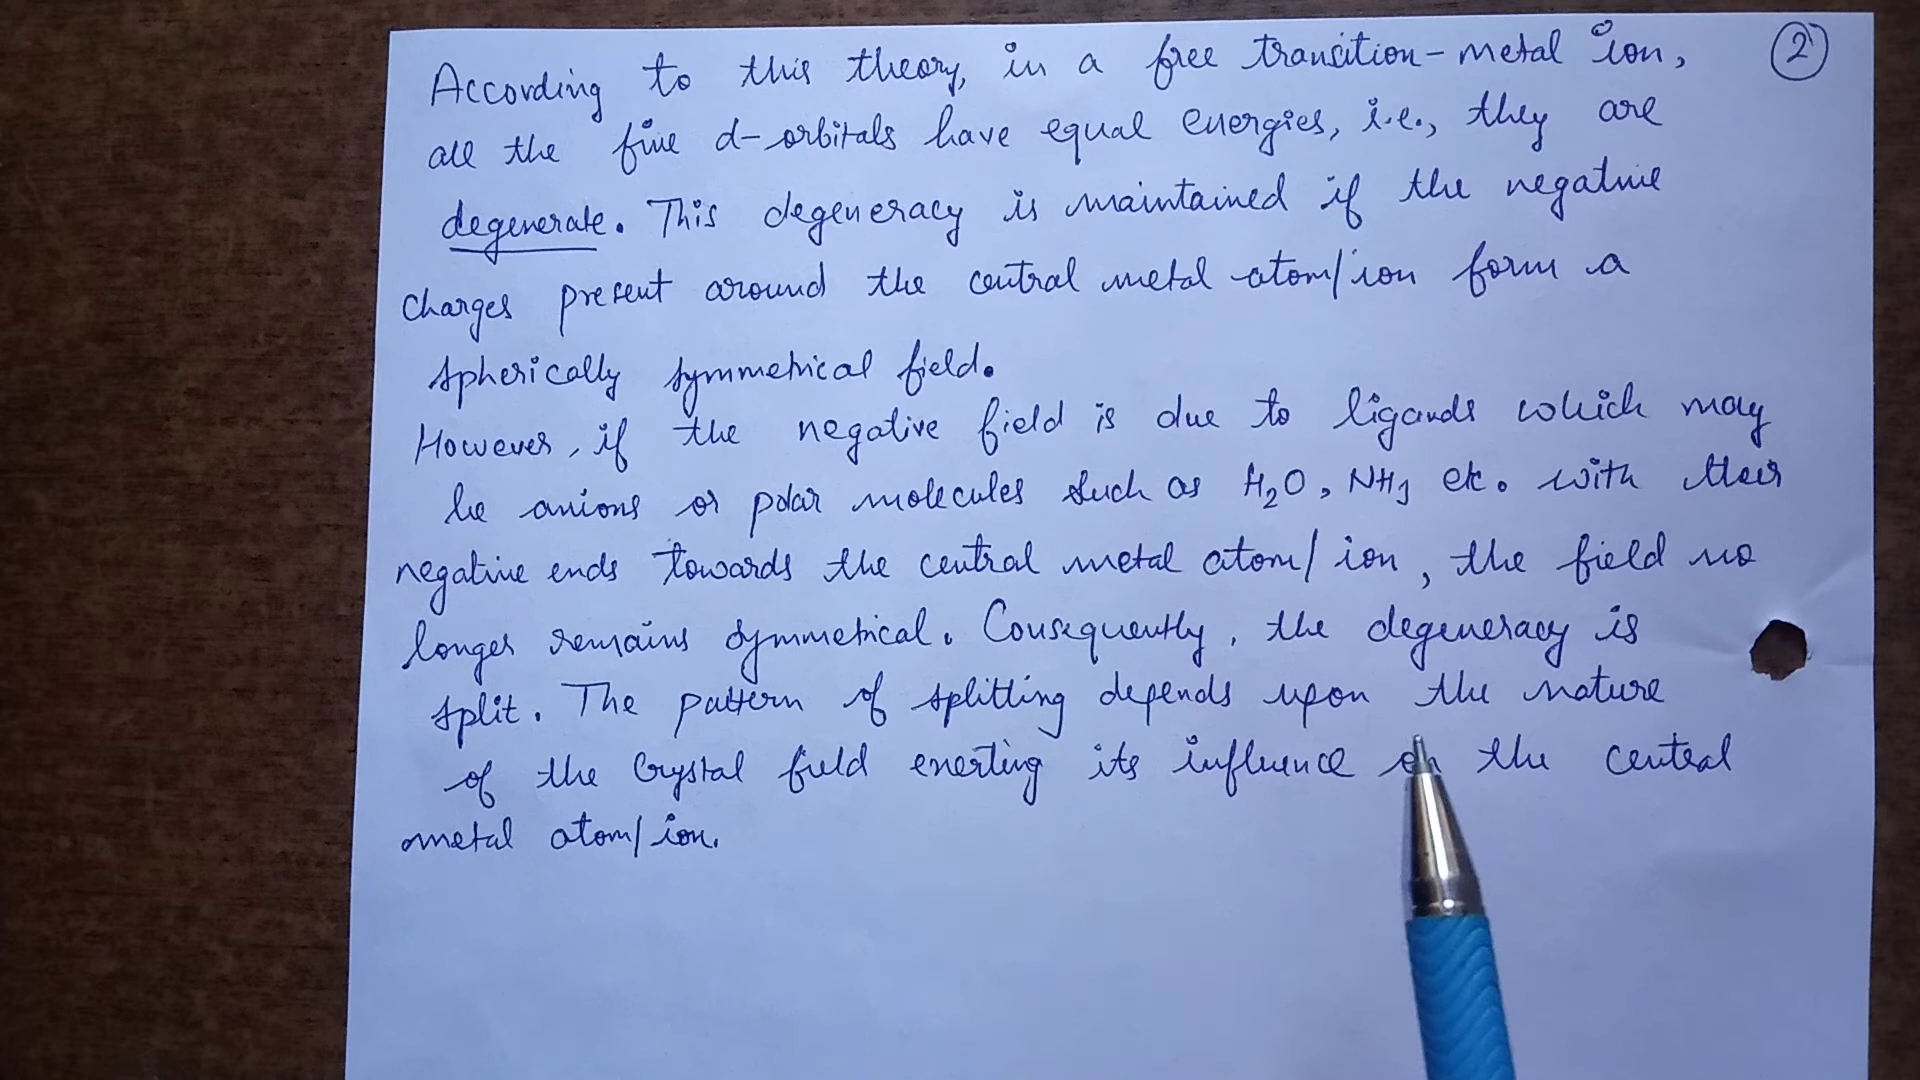 According to this theory, in a free transition-metal ion, ②
all the five d-orbitals have equal energies, i.e., they are
degenerate. This degeneracy is maintained if the negative
charges present around the central metal atom/ion form a
spherically symmetrical field.
However, if the negative field is due to ligands which may
be anions or polar molecules such as H₂O, NH₃ etc. with their
negative ends towards the central metal atom/ion, the field no
longer remains symmetrical. Consequently, the degeneracy is
split. The pattern of splitting depends upon the nature
of the Crystal field exerting its influence on the central
metal atom/ion.